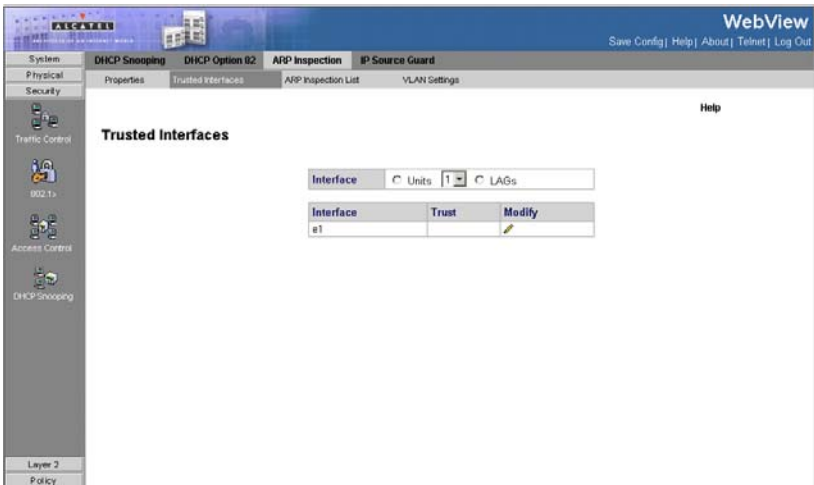 ALCATEL
WebView
Save Config| Help| About| Telnet| Log Out
System
Physical
Security
DHCP Snooping DHCP Option 82 ARP Inspection IP Source Guard
Properties Trusted Interfaces ARP Inspection List VLAN Settings
Help
Traffic Control
802.1x
Access Control
DHCP Snooping
Trusted Interfaces
Interface Units 1 LAGs
Interface Trust Modify
e1
Layer 2
Policy